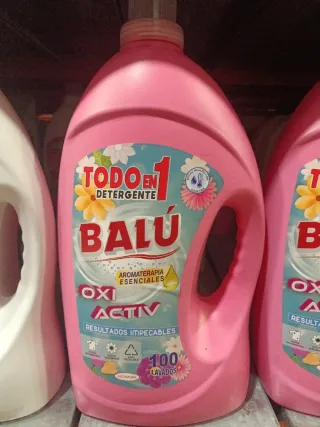 TODO EN 1
DETERGENTE
BALÚ
AROMATERAPIA
ESENCIALES
OXI
ACTIV
RESULTADOS IMPECABLES
100
LAVADOS